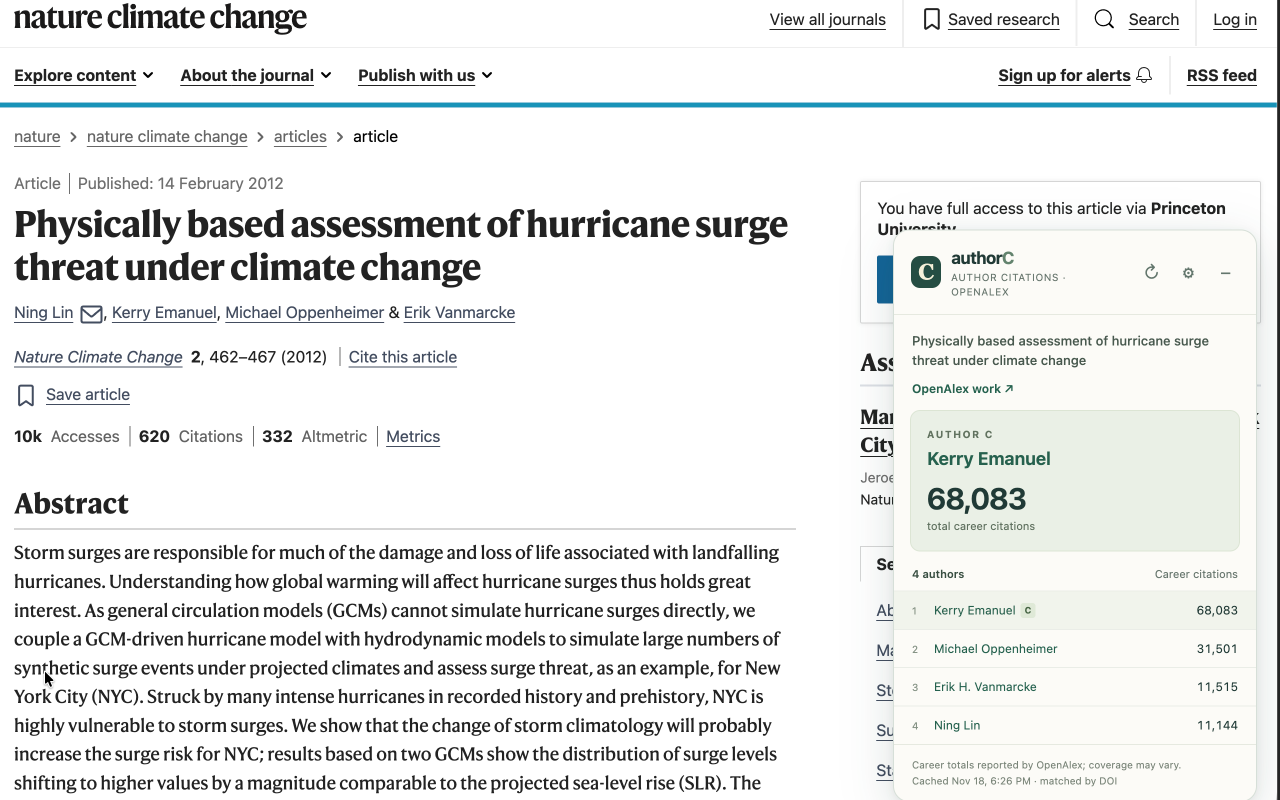 nature climate change
View all journals
Saved research
Search
Log in
Explore content
About the journal
Publish with us
Sign up for alerts
RSS feed
nature > nature climate change > articles > article
Article | Published: 14 February 2012
Physically based assessment of hurricane surge
threat under climate change
Ning Lin, Kerry Emanuel, Michael Oppenheimer & Erik Vanmarcke
Nature Climate Change 2, 462–467 (2012) | Cite this article
Save article
10k Accesses | 620 Citations | 332 Altmetric | Metrics
Abstract
Storm surges are responsible for much of the damage and loss of life associated with landfalling
hurricanes. Understanding how global warming will affect hurricane surges thus holds great
interest. As general circulation models (GCMs) cannot simulate hurricane surges directly, we
couple a GCM-driven hurricane model with hydrodynamic models to simulate large numbers of
synthetic surge events under projected climates and assess surge threat, as an example, for New
York City (NYC). Struck by many intense hurricanes in recorded history and prehistory, NYC is
highly vulnerable to storm surges. We show that the change of storm climatology will probably
increase the surge risk for NYC; results based on two GCMs show the distribution of surge levels
shifting to higher values by a magnitude comparable to the projected sea-level rise (SLR). The
You have full access to this article via Princeton
University
Ass
Mar
City
Jeroe
Natur
Se
Ab
Ma
Su
Sta
C
authorC
AUTHOR CITATIONS ·
OPENALEX
Physically based assessment of hurricane surge
threat under climate change
OpenAlex work ↗
AUTHOR C
Kerry Emanuel
68,083
total career citations
4 authors
Career citations
1 Kerry Emanuel C 68,083
2 Michael Oppenheimer 31,501
3 Erik H. Vanmarcke 11,515
4 Ning Lin 11,144
Career totals reported by OpenAlex; coverage may vary.
Cached Nov 18, 6:26 PM · matched by DOI